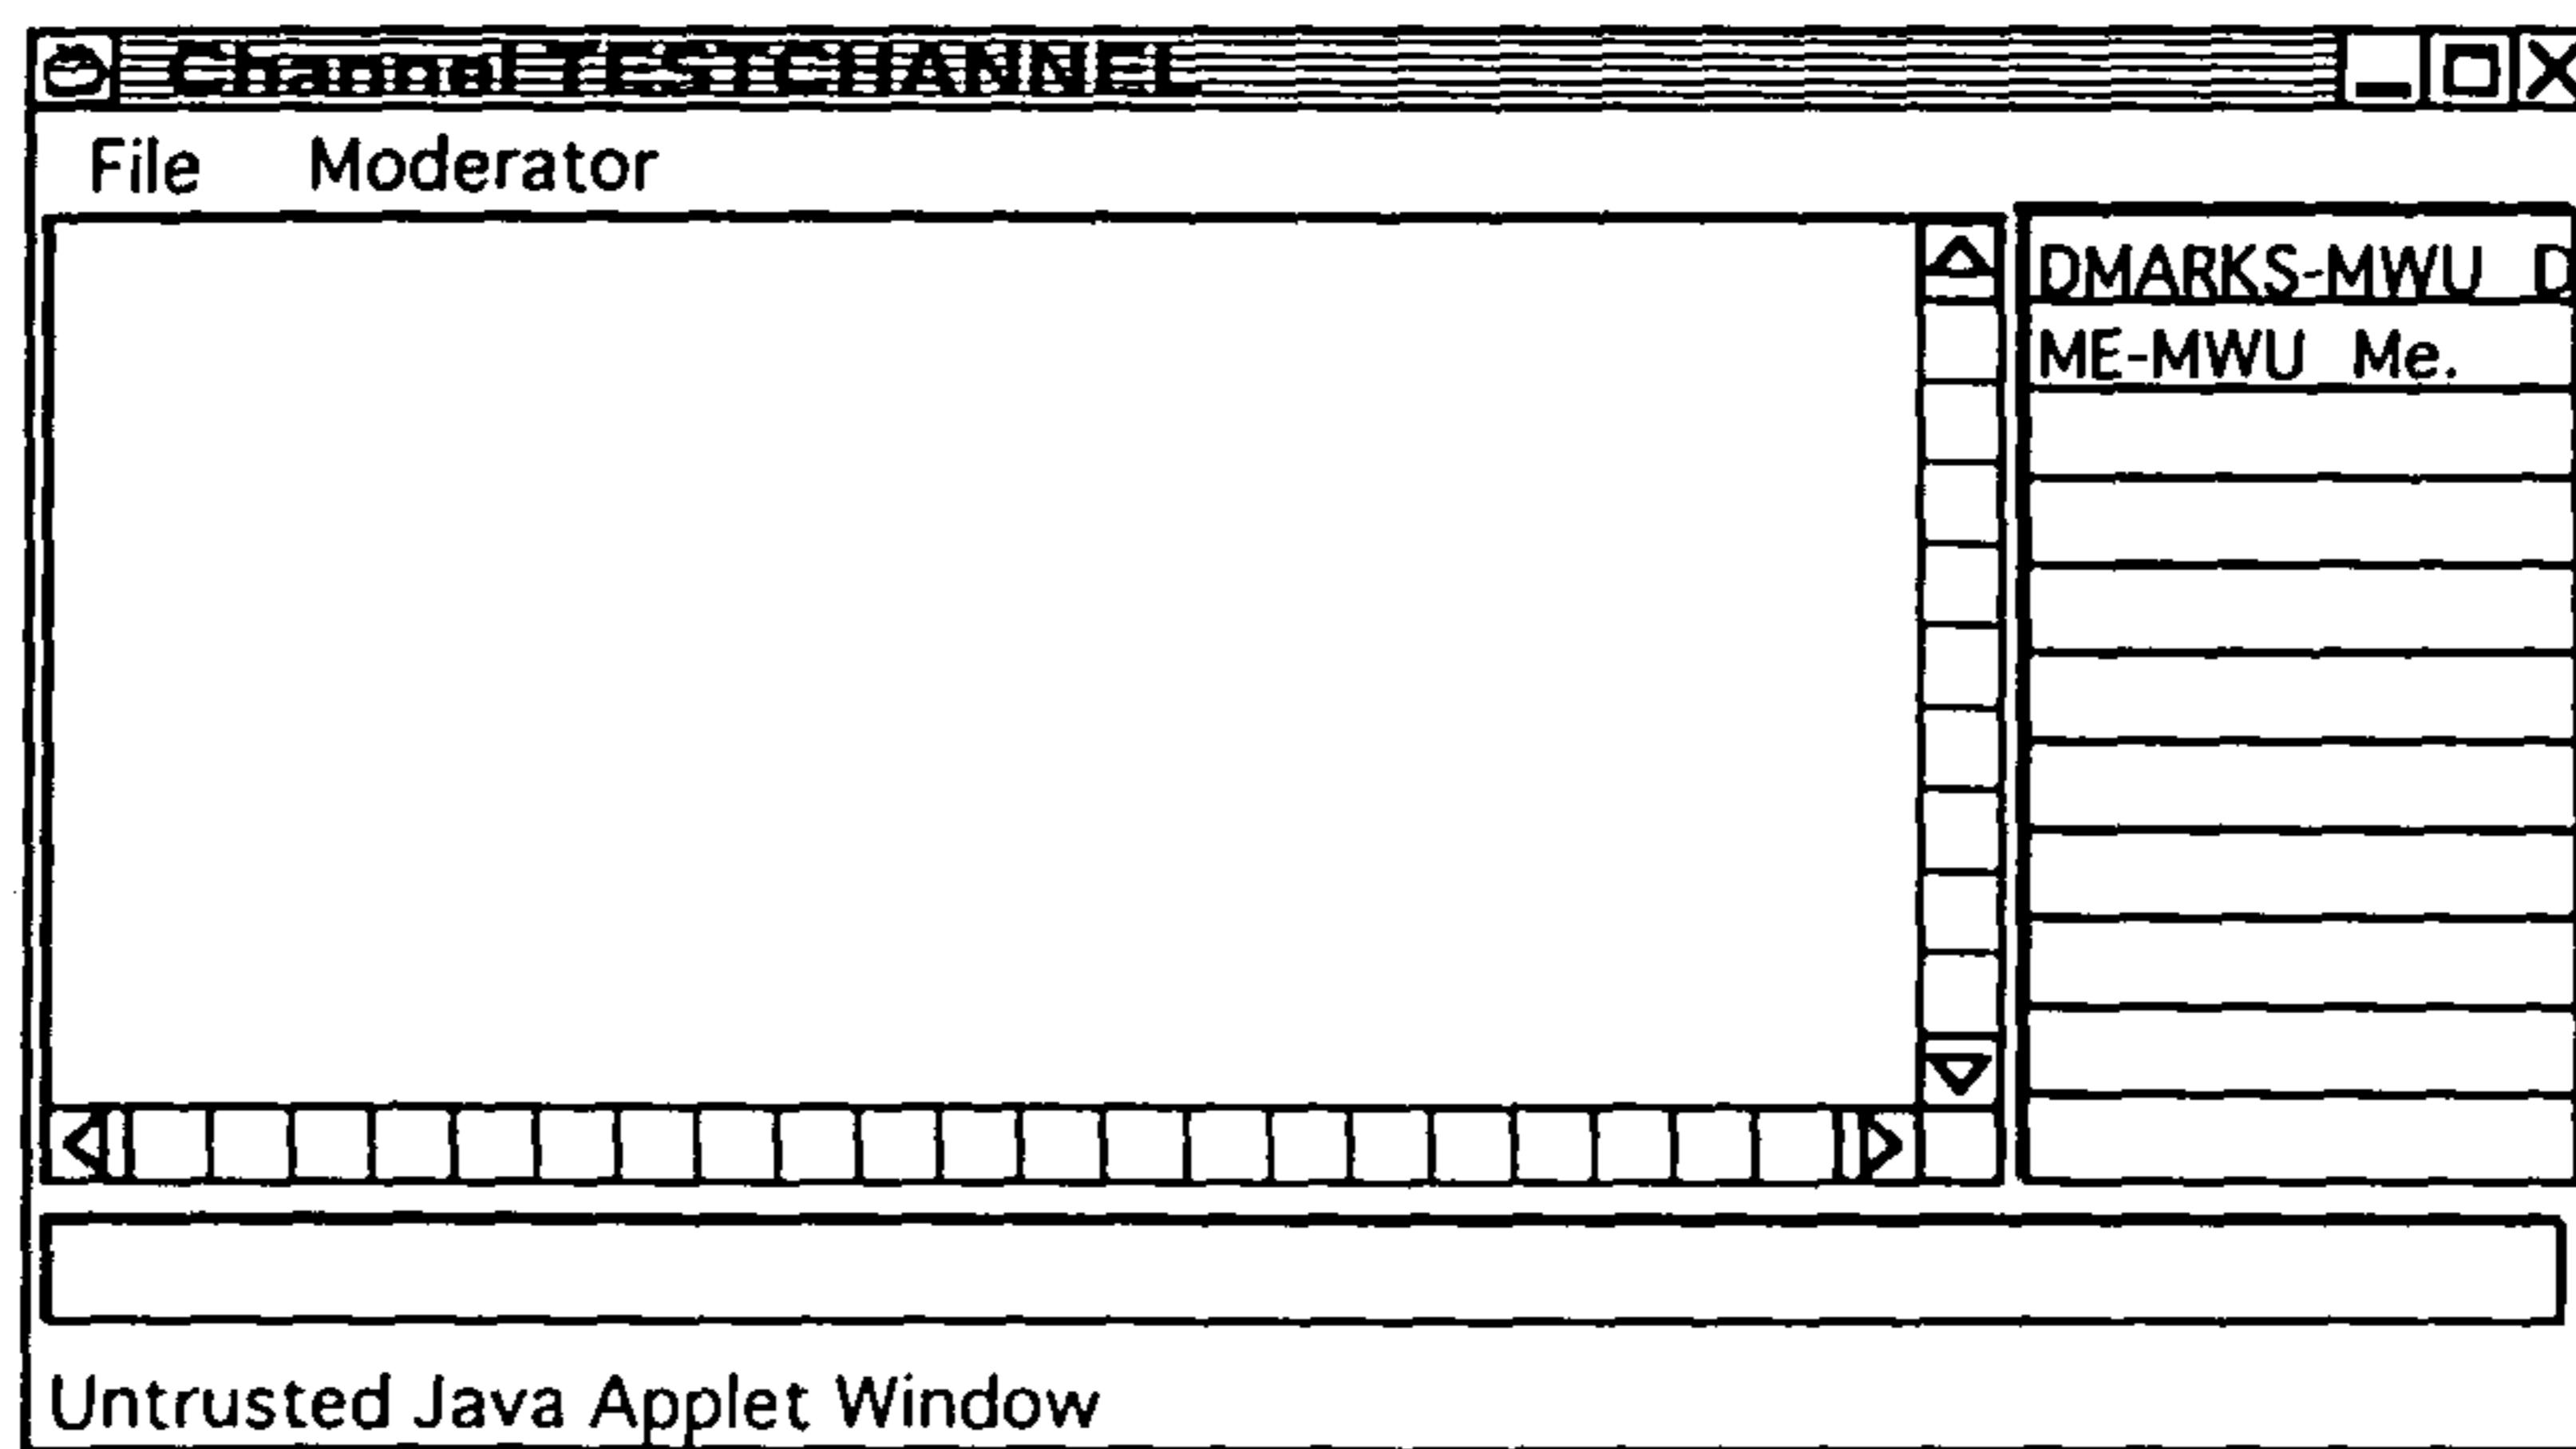 Channel TESTCHANNEL
File Moderator
DMARKS-MWU D
ME-MWU Me.
Untrusted Java Applet Window